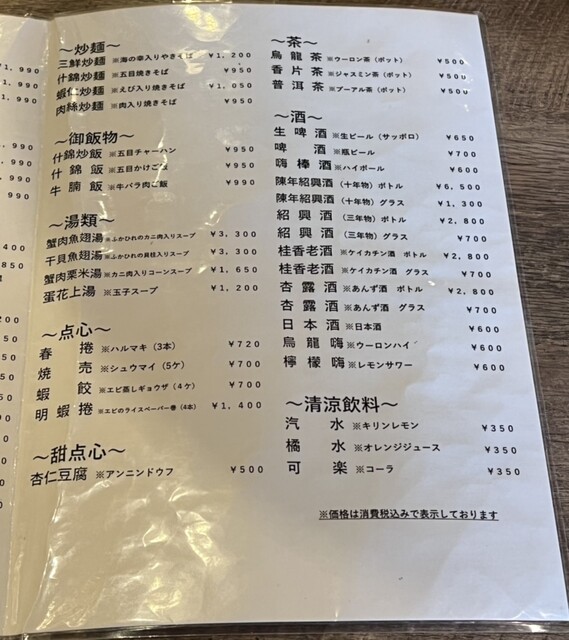 ～炒麺～
三鮮炒麺 ※海の幸入りやきそば ￥1,200
什錦炒麺 ※五目焼きそば ￥950
蝦仁炒麺 ※えび入り焼きそば ￥1,050
肉絲炒麺 ※肉入り焼きそば ￥950
～御飯物～
什錦炒飯 ※五目チャーハン ￥950
什錦飯 ※五目かけご飯 ￥950
牛腩飯 ※牛バラ肉ご飯 ￥990
～湯類～
蟹肉魚翅湯 ※ふかひれのカニ肉入りスープ ￥3,300
干貝魚翅湯 ※ふかひれの貝柱入りスープ ￥3,300
蟹肉栗米湯 ※カニ肉入りコーンスープ ￥1,650
蛋花上湯 ※玉子スープ ￥1,200
～点心～
春捲 ※ハルマキ（3本） ￥720
焼売 ※シュウマイ（5ケ） ￥700
蝦餃 ※エビ蒸しギョウザ（4ケ） ￥700
明蝦捲 ※エビのライスペーパー巻（4本） ￥1,400
～甜点心～
杏仁豆腐 ※アンニンドウフ ￥500
～茶～
烏龍茶 ※ウーロン茶（ポット） ￥500
香片茶 ※ジャスミン茶（ポット） ￥500
普洱茶 ※プーアル茶（ポット） ￥500
～酒～
生啤酒 ※生ビール（サッポロ） ￥650
啤酒 ※瓶ビール ￥700
嗨棒酒 ※ハイボール ￥600
陳年紹興酒（十年物）ボトル ￥6,500
陳年紹興酒（十年物）グラス ￥1,300
紹興酒（三年物）ボトル ￥2,800
紹興酒（三年物）グラス ￥700
桂香老酒 ※ケイカチン酒 ボトル ￥2,800
桂香老酒 ※ケイカチン酒 グラス ￥700
杏露酒 ※あんず酒 ボトル ￥2,800
杏露酒 ※あんず酒 グラス ￥700
日本酒 ※日本酒 ￥600
烏龍嗨 ※ウーロンハイ ￥600
檸檬嗨 ※レモンサワー ￥600
～清涼飲料～
汽水 ※キリンレモン ￥350
橘水 ※オレンジジュース ￥350
可楽 ※コーラ ￥350
※価格は消費税込みで表示しております